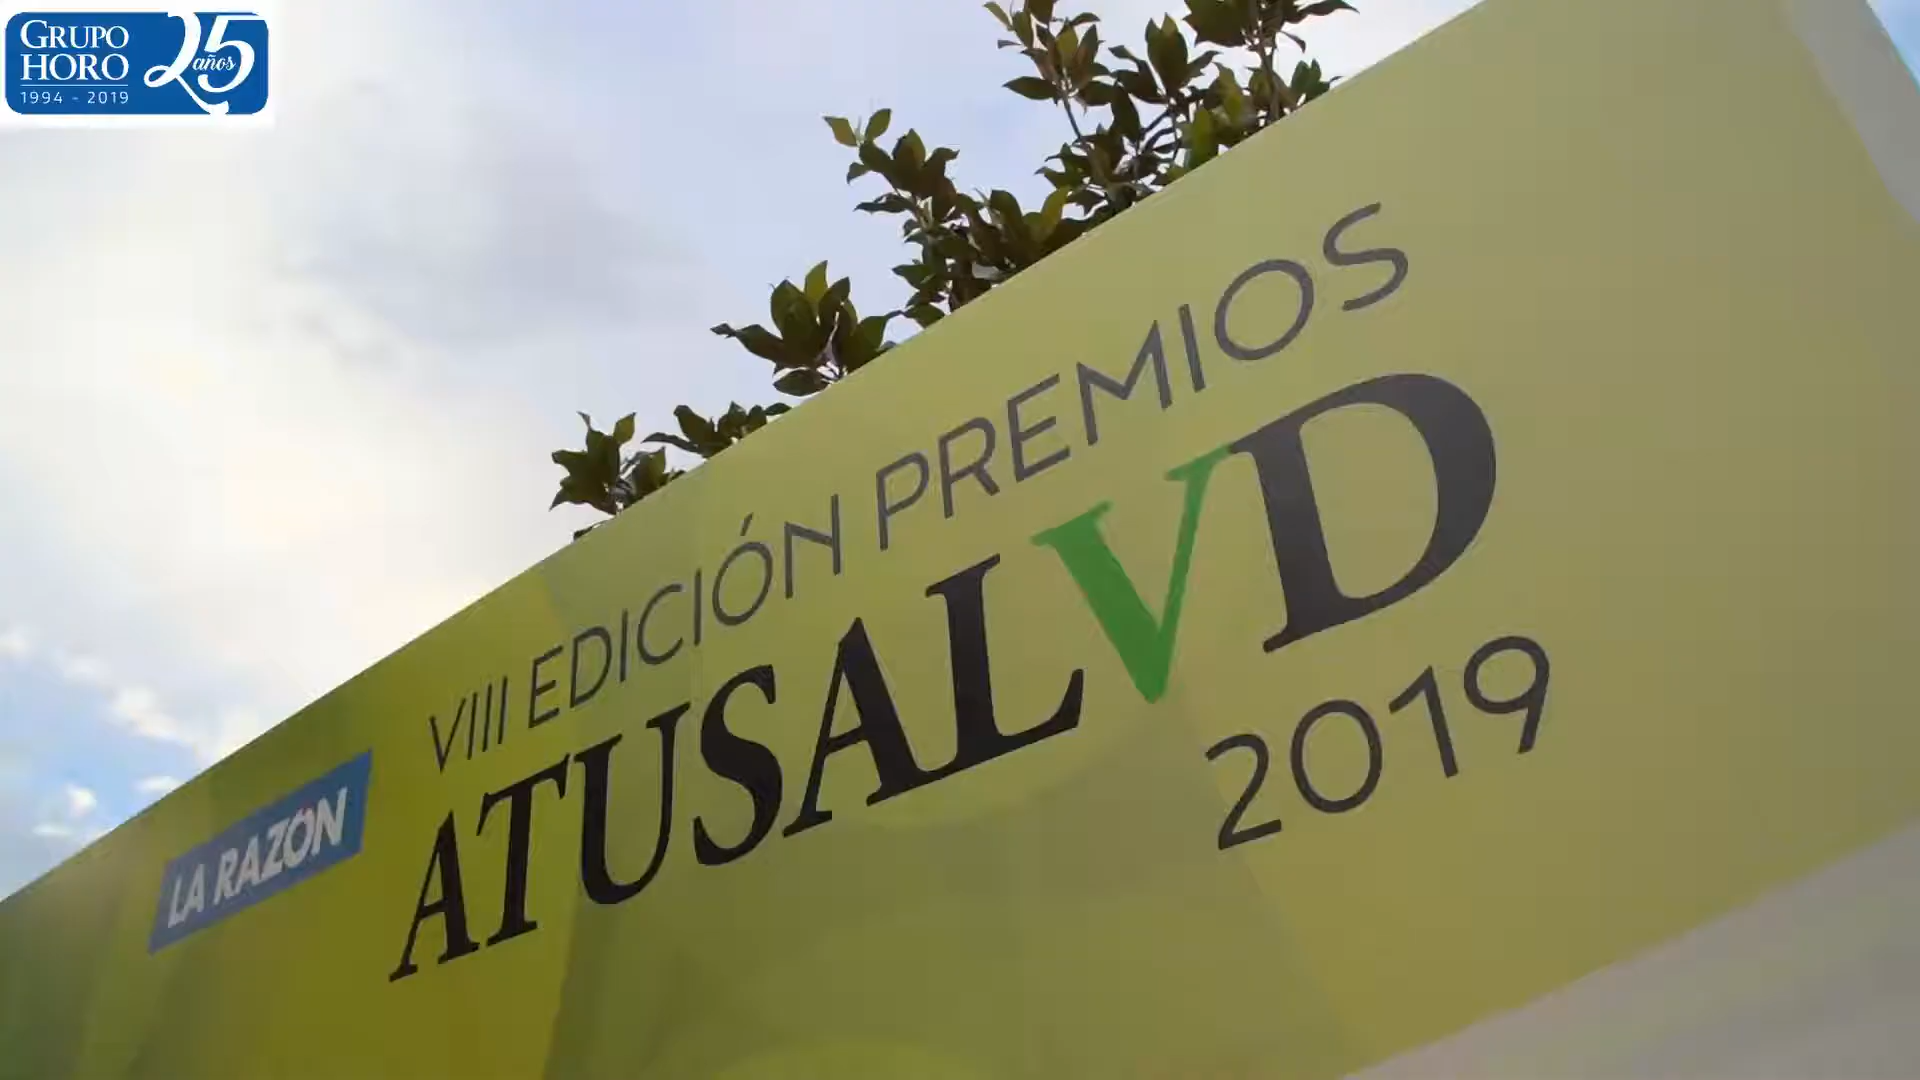 GRUPO
HORO
25
años
1994 - 2019
VIII EDICIÓN PREMIOS
LA RAZÓN
ATUSALVD
2019